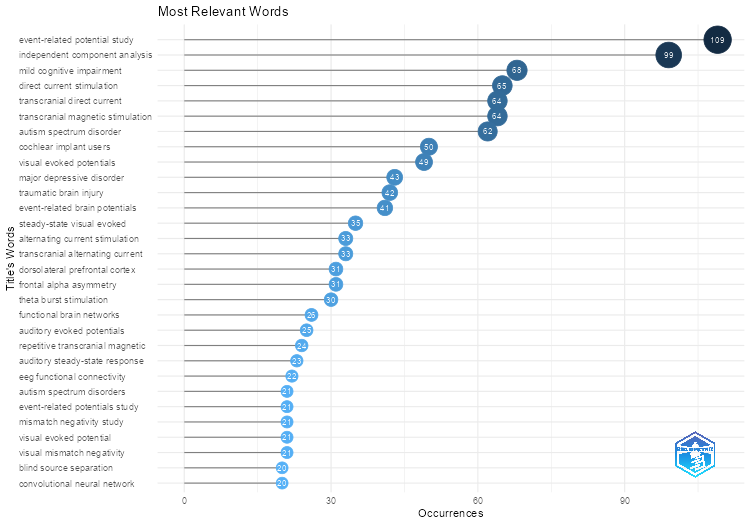 Most Relevant Words
Title's Words
event-related potential study 109
independent component analysis 99
mild cognitive impairment 68
direct current stimulation 65
transcranial direct current 64
transcranial magnetic stimulation 64
autism spectrum disorder 62
cochlear implant users 50
visual evoked potentials 49
major depressive disorder 43
traumatic brain injury 42
event-related brain potentials 41
steady-state visual evoked 35
alternating current stimulation 33
transcranial alternating current 33
dorsolateral prefrontal cortex 31
frontal alpha asymmetry 31
theta burst stimulation 30
functional brain networks 26
auditory evoked potentials 25
repetitive transcranial magnetic 24
auditory steady-state response 23
eeg functional connectivity 22
autism spectrum disorders 21
event-related potentials study 21
mismatch negativity study 21
visual evoked potential 21
visual mismatch negativity 21
blind source separation 20
convolutional neural network 20
0 30 60 90
Occurrences